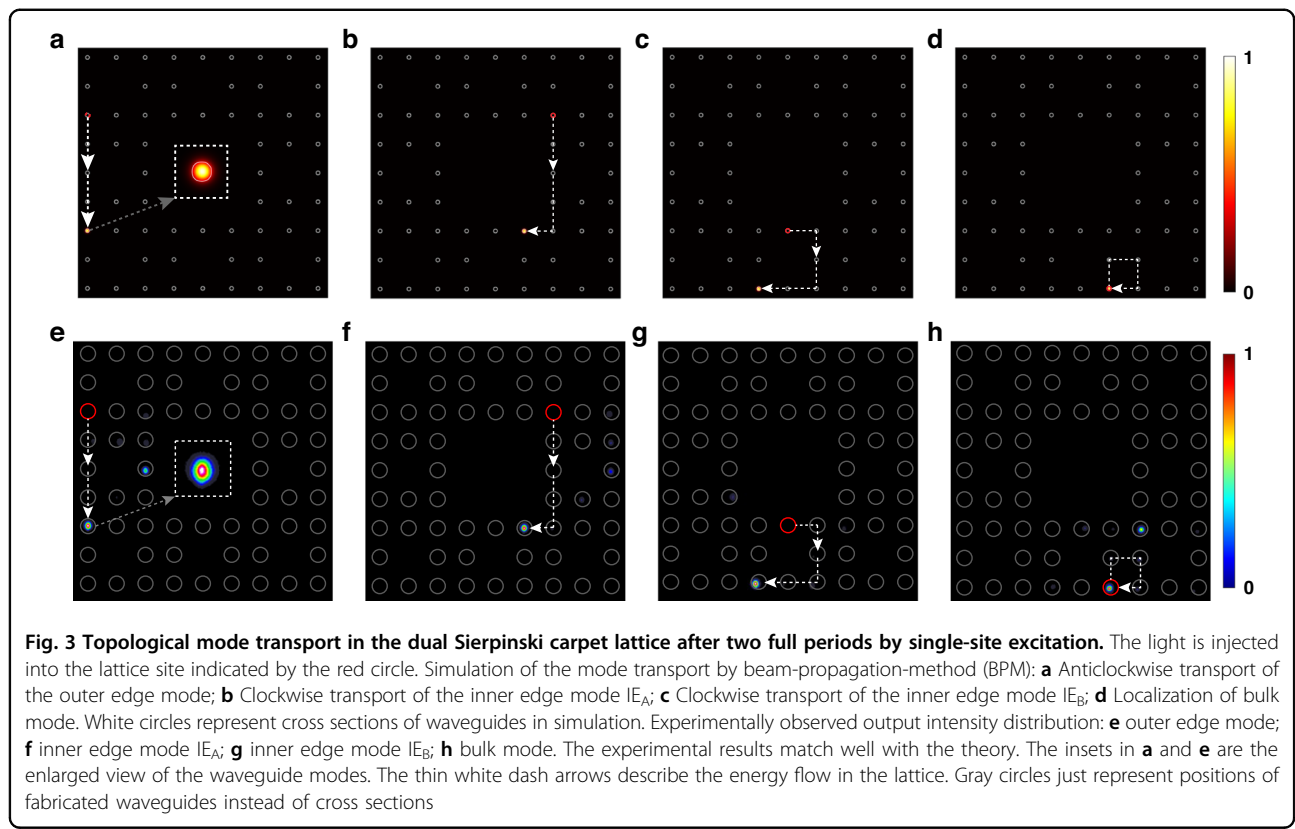 a
b
c
d
1
0
e
f
g
h
1
0
Fig. 3 Topological mode transport in the dual Sierpinski carpet lattice after two full periods by single-site excitation. The light is injected
into the lattice site indicated by the red circle. Simulation of the mode transport by beam-propagation-method (BPM): a Anticlockwise transport of
the outer edge mode; b Clockwise transport of the inner edge mode IEA; c Clockwise transport of the inner edge mode IEB; d Localization of bulk
mode. White circles represent cross sections of waveguides in simulation. Experimentally observed output intensity distribution: e outer edge mode;
f inner edge mode IEA; g inner edge mode IEB; h bulk mode. The experimental results match well with the theory. The insets in a and e are the
enlarged view of the waveguide modes. The thin white dash arrows describe the energy flow in the lattice. Gray circles just represent positions of
fabricated waveguides instead of cross sections